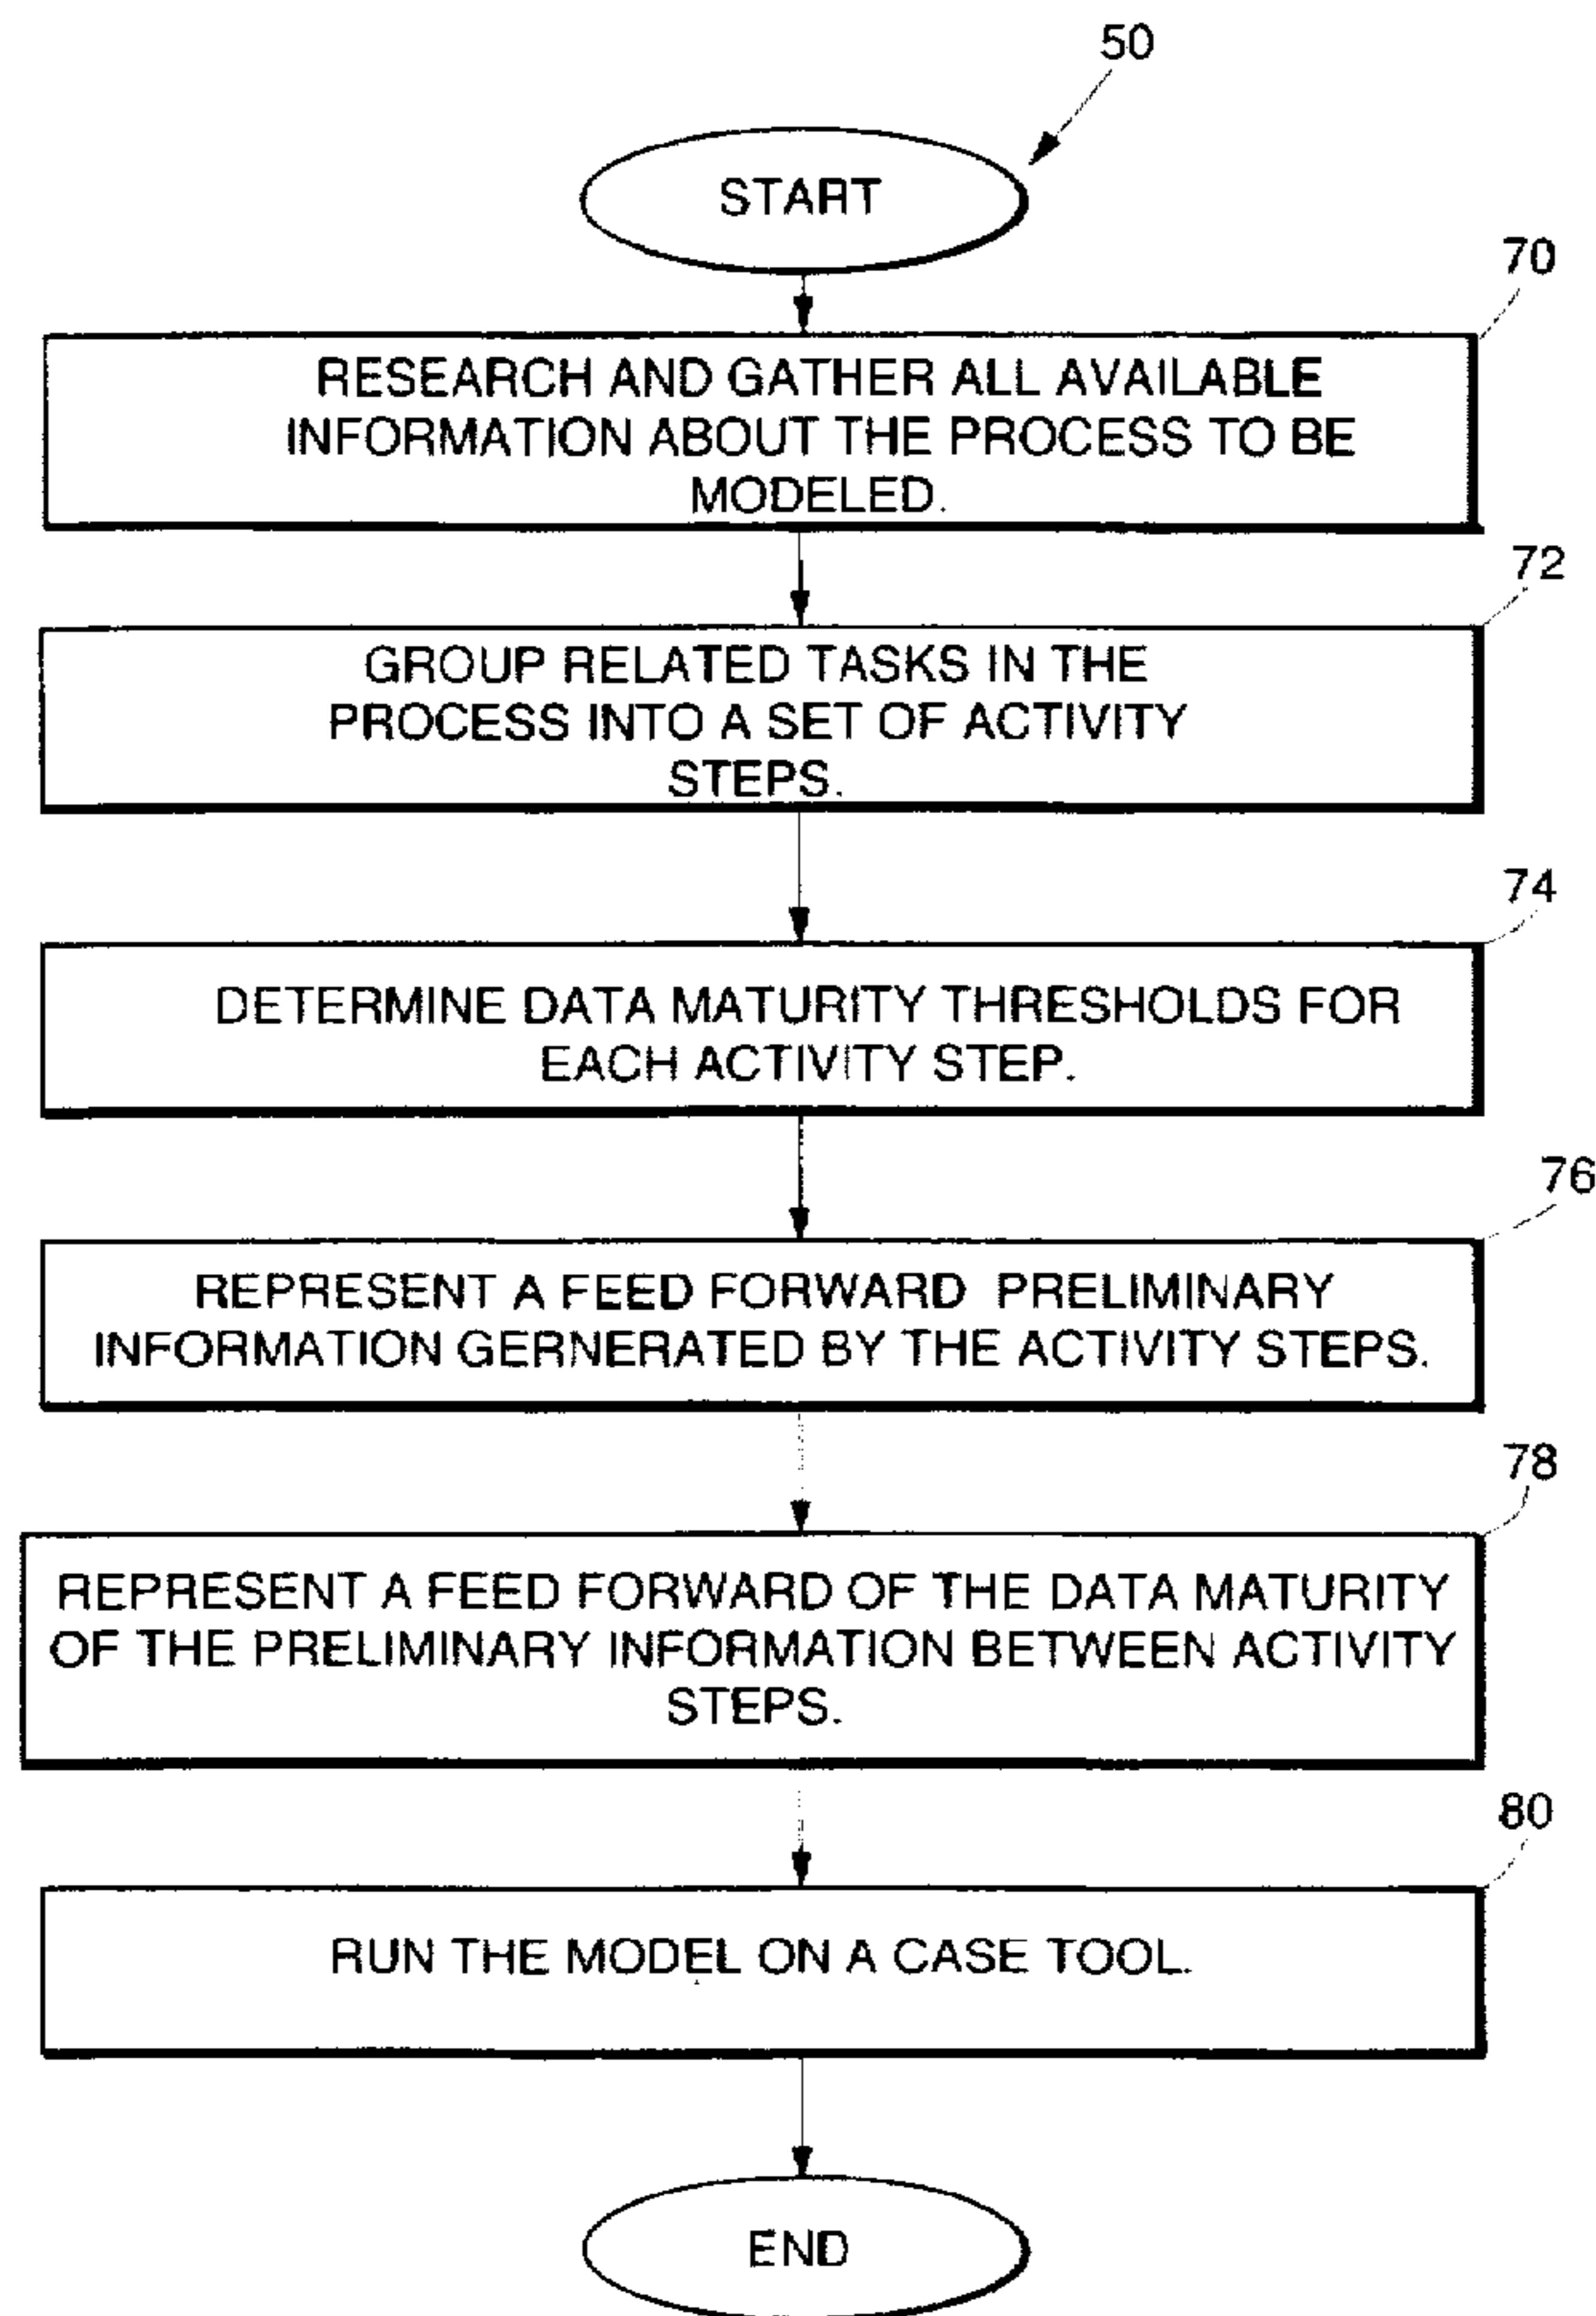 50
START
70
RESEARCH AND GATHER ALL AVAILABLE
INFORMATION ABOUT THE PROCESS TO BE
MODELED.
72
GROUP RELATED TASKS IN THE
PROCESS INTO A SET OF ACTIVITY
STEPS.
74
DETERMINE DATA MATURITY THRESHOLDS FOR
EACH ACTIVITY STEP.
76
REPRESENT A FEED FORWARD PRELIMINARY
INFORMATION GERNERATED BY THE ACTIVITY STEPS.
78
REPRESENT A FEED FORWARD OF THE DATA MATURITY
OF THE PRELIMINARY INFORMATION BETWEEN ACTIVITY
STEPS.
80
RUN THE MODEL ON A CASE TOOL.
END